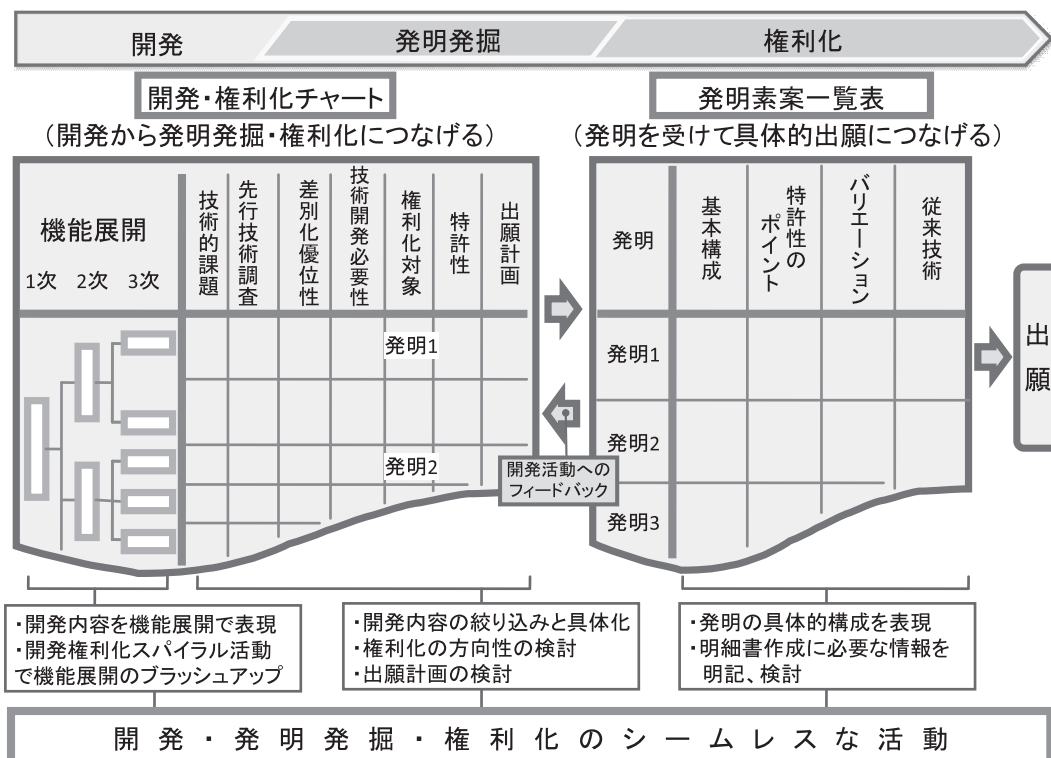 開発
発明発掘
権利化
開発・権利化チャート
(開発から発明発掘・権利化につなげる)
発明素案一覧表
(発明を受けて具体的出願につなげる)
機能展開
1次 2次 3次
技術的課題
先行技術調査
差別化優位性
技術開発必要性
権利化対象
特許性
出願計画
発明1
発明2
発明
基本構成
特許性の
ポイント
バリエーション
従来技術
発明1
発明2
発明3
開発活動への
フィードバック
出願
・開発内容を機能展開で表現
・開発権利化スパイラル活動
で機能展開のブラッシュアップ
・開発内容の絞り込みと具体化
・権利化の方向性の検討
・出願計画の検討
・発明の具体的構成を表現
・明細書作成に必要な情報を
明記、検討
開発・発明発掘・権利化のシームレスな活動